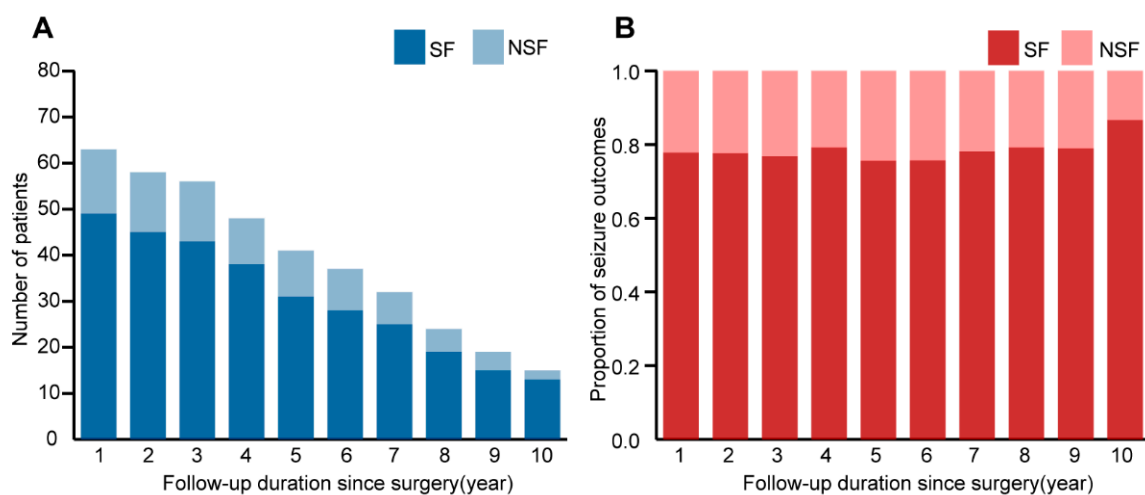 A
SF NSF
80
70
60
50
40
30
20
10
0
Number of patients
1 2 3 4 5 6 7 8 9 10
Follow-up duration since surgery(year)
B
SF NSF
1.0
0.8
0.6
0.4
0.2
0.0
Proportion of seizure outcomes
1 2 3 4 5 6 7 8 9 10
Follow-up duration since surgery(year)